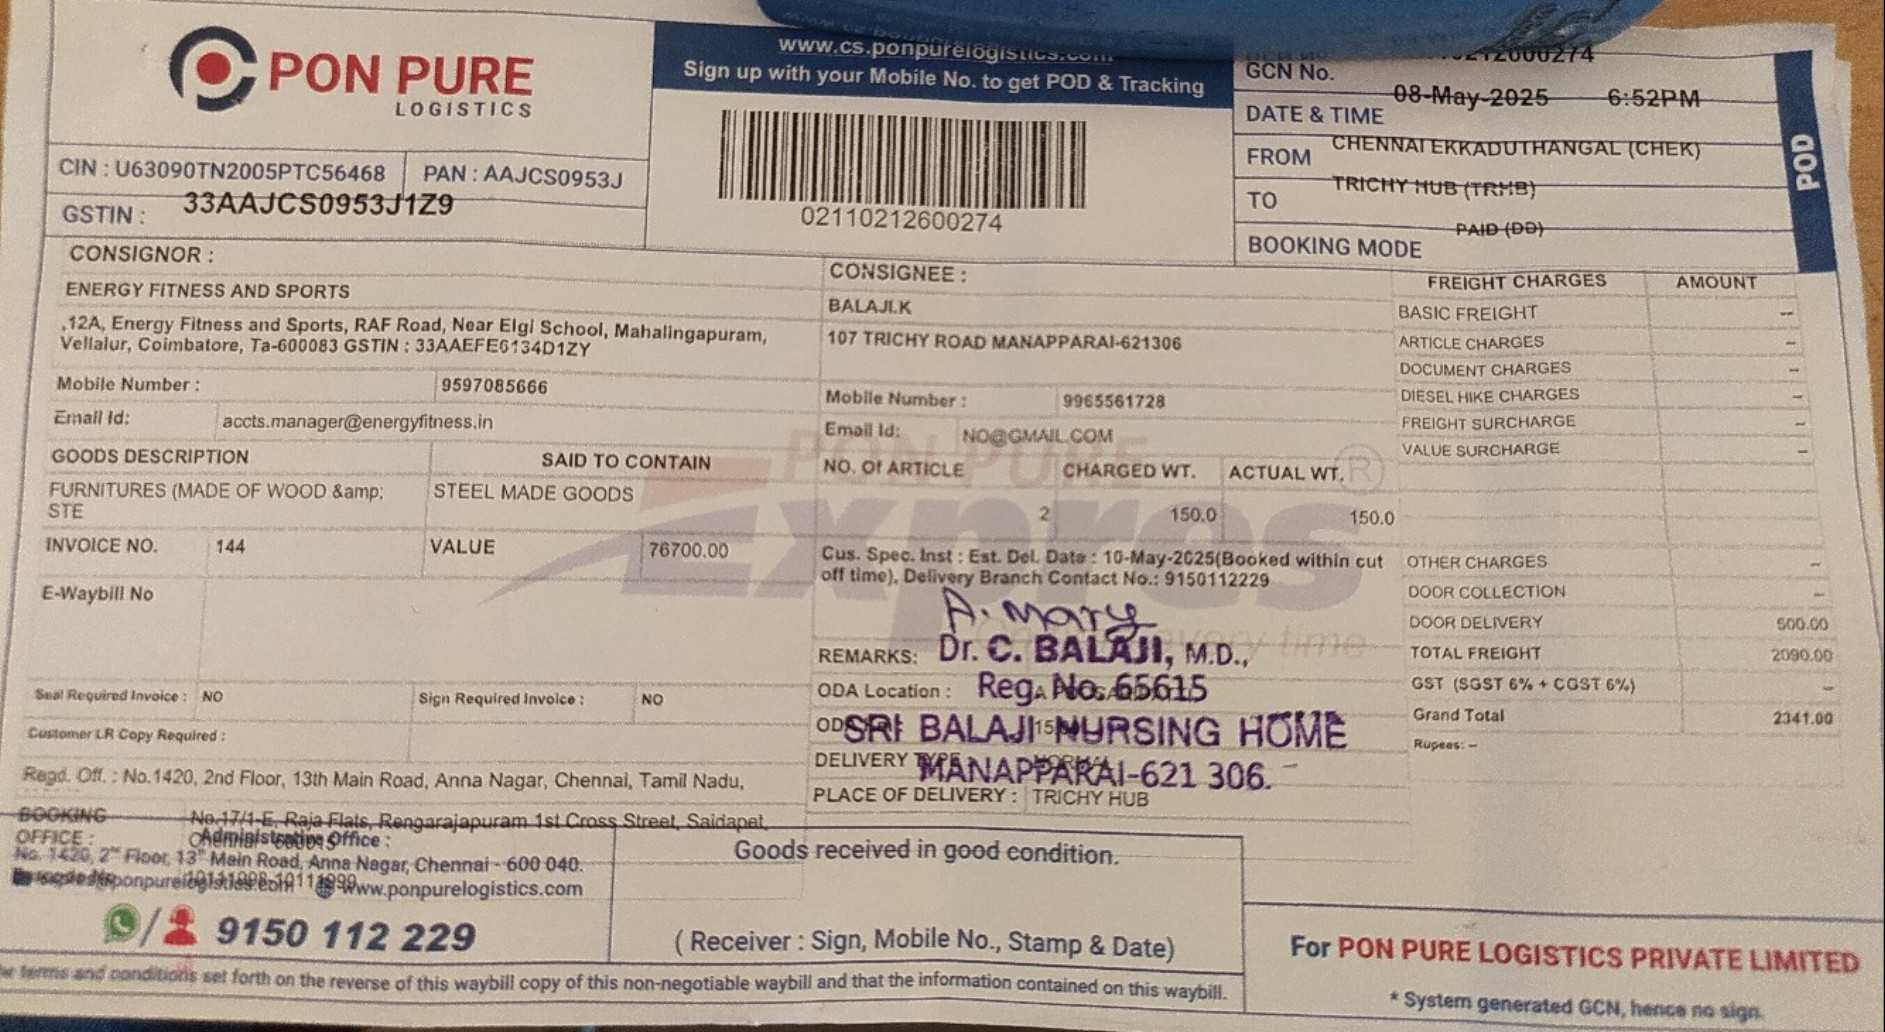 PON PURE
LOGISTICS
www.cs.ponpurelogistics.com
Sign up with your Mobile No. to get POD & Tracking
02110212600274
GCN No.
DATE & TIME 08-May-2025 6:52PM
FROM CHENNAI EKKADUTHANGAL (CHEK)
TO TRICHY HUB (TRHB)
BOOKING MODE PAID (DD)
POD
CIN : U63090TN2005PTC56468 PAN : AAJCS0953J
GSTIN : 33AAJCS0953J1Z9
CONSIGNOR :
ENERGY FITNESS AND SPORTS
,12A, Energy Fitness and Sports, RAF Road, Near Elgi School, Mahalingapuram,
Vellalur, Coimbatore, Ta-600083 GSTIN : 33AAEFE6134D1ZY
Mobile Number : 9597085666
Email Id: accts.manager@energyfitness.in
GOODS DESCRIPTION SAID TO CONTAIN
FURNITURES (MADE OF WOOD &amp; STEEL MADE GOODS
STE
INVOICE NO. 144 VALUE 76700.00
E-Waybill No
Seal Required Invoice : NO Sign Required Invoice : NO
Customer LR Copy Required :
Regd. Off. : No.1420, 2nd Floor, 13th Main Road, Anna Nagar, Chennai, Tamil Nadu,
BOOKING No.17/1-E, Raja Flats, Rengarajapuram 1st Cross Street, Saidapet,
OFFICE :
Administrative Office :
No. 1420, 2nd Floor, 13th Main Road, Anna Nagar, Chennai - 600 040.
www.ponpurelogistics.com
9150 112 229
CONSIGNEE :
BALAJI.K
107 TRICHY ROAD MANAPPARAI-621306
Mobile Number : 9965561728
Email Id: NO@GMAIL.COM
PON PURE
Expres
NO. Of ARTICLE CHARGED WT. ACTUAL WT.
2 150.0 150.0
Cus. Spec. Inst : Est. Del. Date : 10-May-2025(Booked within cut
off time), Delivery Branch Contact No.: 9150112229
A. Mary
REMARKS: Dr. C. BALAJI, M.D.,
ODA Location : Reg. No. 65615
SRI BALAJI NURSING HOME
DELIVERY TYPE MANAPPARAI-621 306.
PLACE OF DELIVERY : TRICHY HUB
FREIGHT CHARGES AMOUNT
BASIC FREIGHT --
ARTICLE CHARGES --
DOCUMENT CHARGES --
DIESEL HIKE CHARGES --
FREIGHT SURCHARGE --
VALUE SURCHARGE --
OTHER CHARGES --
DOOR COLLECTION --
DOOR DELIVERY 500.00
TOTAL FREIGHT 2090.00
GST (SGST 6% + CGST 6%) --
Grand Total 2341.00
Rupees: --
Goods received in good condition.
( Receiver : Sign, Mobile No., Stamp & Date)
For PON PURE LOGISTICS PRIVATE LIMITED
* System generated GCN, hence no sign.
terms and conditions set forth on the reverse of this waybill copy of this non-negotiable waybill and that the information contained on this waybill.